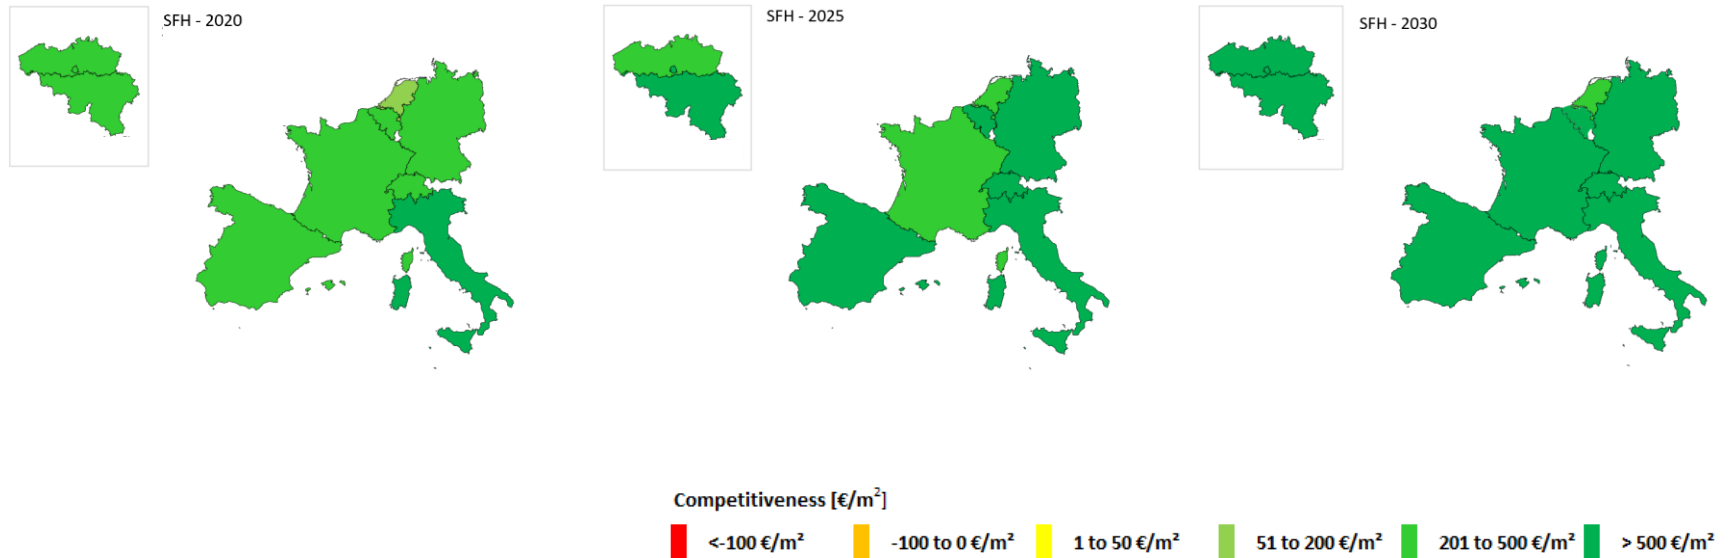 SFH - 2020
SFH - 2025
SFH - 2030
Competitiveness [€/m²]
<-100 €/m²
-100 to 0 €/m²
1 to 50 €/m²
51 to 200 €/m²
201 to 500 €/m²
> 500 €/m²